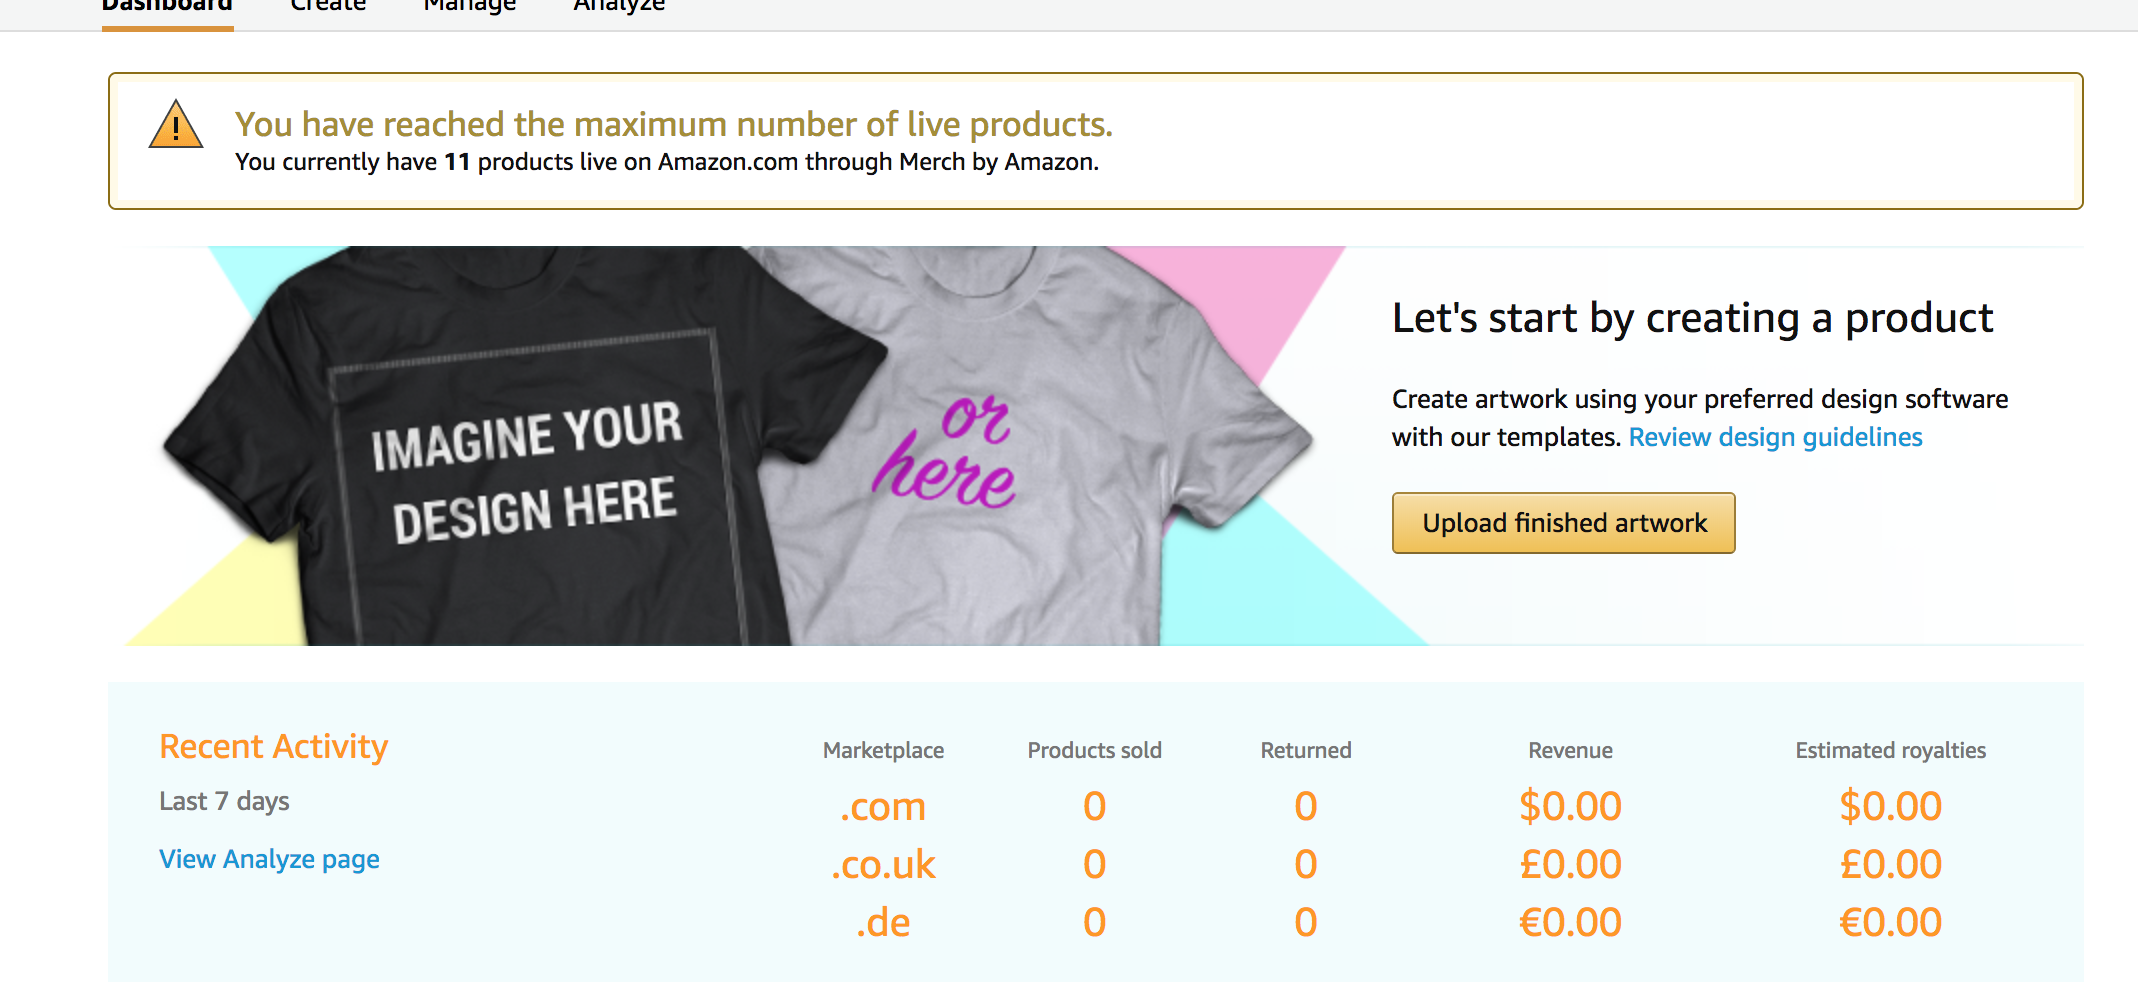 Dashboard Create Manage Analyze
You have reached the maximum number of live products.
You currently have 11 products live on Amazon.com through Merch by Amazon.
IMAGINE YOUR
DESIGN HERE
or
here
Let's start by creating a product
Create artwork using your preferred design software
with our templates. Review design guidelines
Upload finished artwork
Recent Activity
Last 7 days
View Analyze page
Marketplace Products sold Returned Revenue Estimated royalties
.com 0 0 $0.00 $0.00
.co.uk 0 0 £0.00 £0.00
.de 0 0 €0.00 €0.00